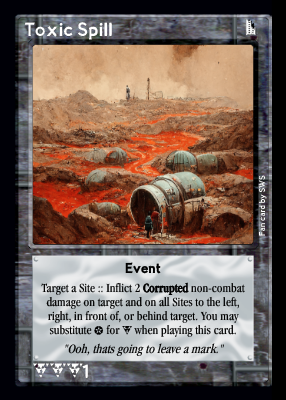 Toxic Spill
Fan card by SWS
Event
Target a Site :: Inflict 2 Corrupted non-combat
damage on target and on all Sites to the left,
right, in front of, or behind target. You may
substitute for when playing this card.
"Ooh, thats going to leave a mark."
1